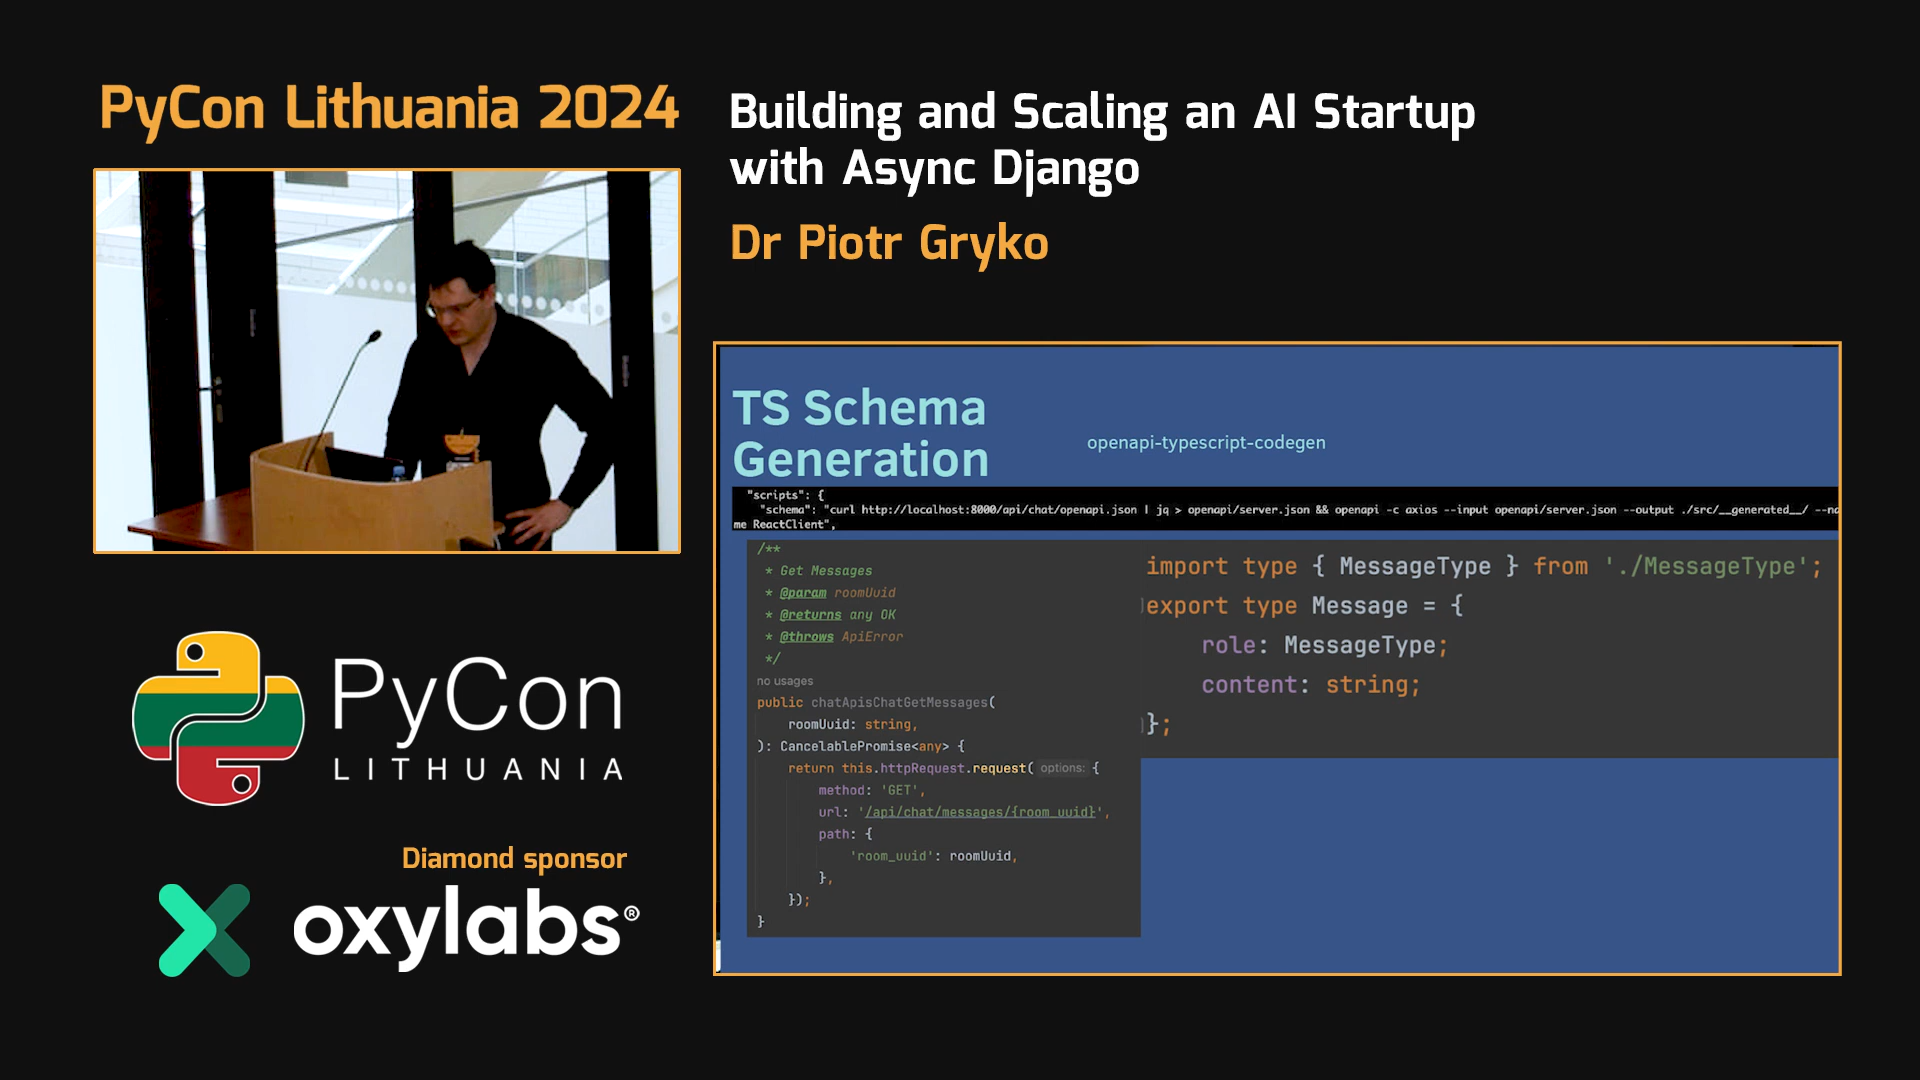 PyCon Lithuania 2024
Building and Scaling an AI Startup
with Async Django
Dr Piotr Gryko
TS Schema
Generation
openapi-typescript-codegen
"scripts": {
"schema": "curl http://localhost:8000/api/chat/openapi.json | jq > openapi/server.json && openapi -c axios --input openapi/server.json --output ./src/__generated__/ --na
me ReactClient",
/**
* Get Messages
* @param roomUuid
* @returns any OK
* @throws ApiError
*/
no usages
public chatApisChatGetMessages(
roomUuid: string,
): CancelablePromise<any> {
return this.httpRequest.request( options: {
method: 'GET',
url: '/api/chat/messages/{room_uuid}',
path: {
'room_uuid': roomUuid,
},
});
}
import type { MessageType } from './MessageType';
export type Message = {
role: MessageType;
content: string;
};
PyCon
LITHUANIA
Diamond sponsor
oxylabs®